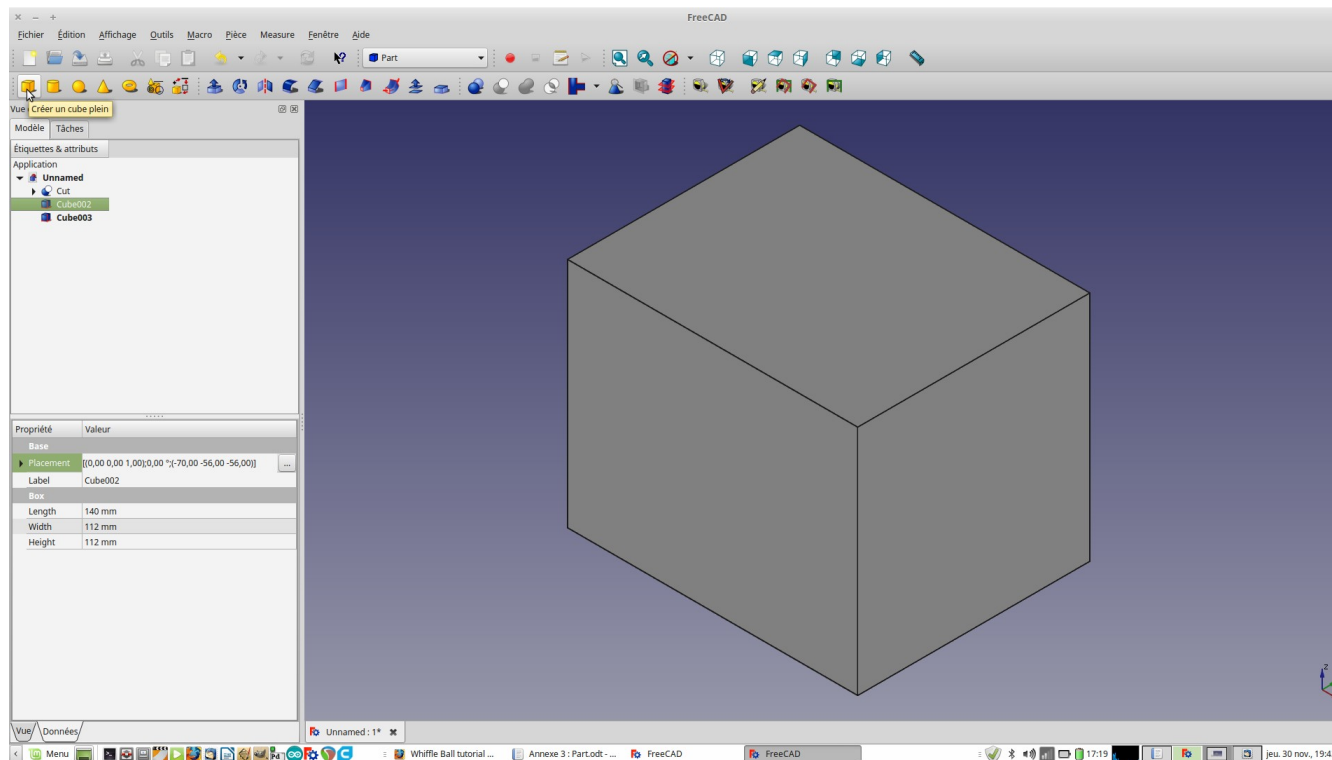 FreeCAD
Fichier Édition Affichage Outils Macro Pièce Measure Fenêtre Aide
Part
Vue
Créer un cube plein
Modèle Tâches
Étiquettes & attributs
Application
Unnamed
Cut
Cube002
Cube003
Propriété Valeur
Base
Placement [(0,00 0,00 1,00);0,00 °;(-70,00 -56,00 -56,00)] ...
Label Cube002
Box
Length 140 mm
Width 112 mm
Height 112 mm
z
Vue Données Unnamed : 1*
Menu Whiffle Ball tutorial ... Annexe 3 : Part.odt - ... FreeCAD FreeCAD 17:19 jeu. 30 nov., 19:4